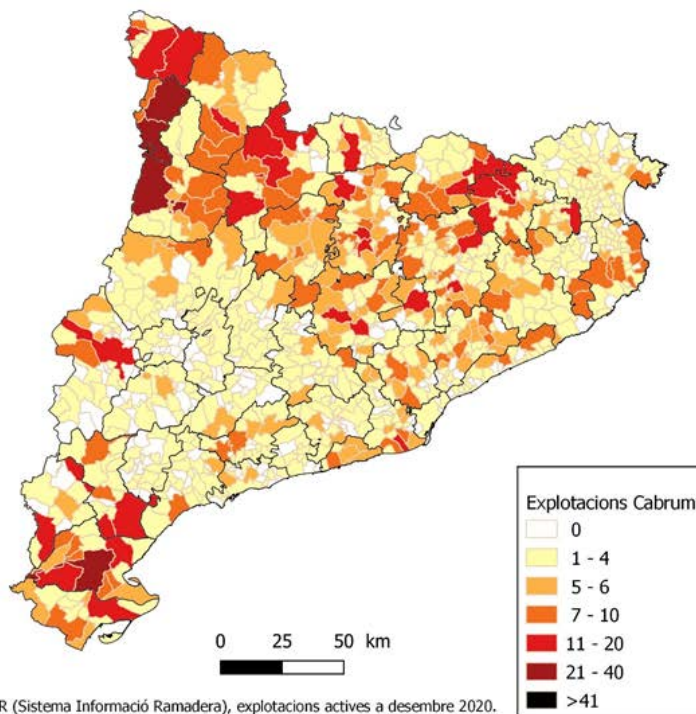 Explotacions Cabrum
0
1 - 4
5 - 6
7 - 10
11 - 20
21 - 40
>41
0 25 50 km
R (Sistema Informació Ramadera), explotacions actives a desembre 2020.